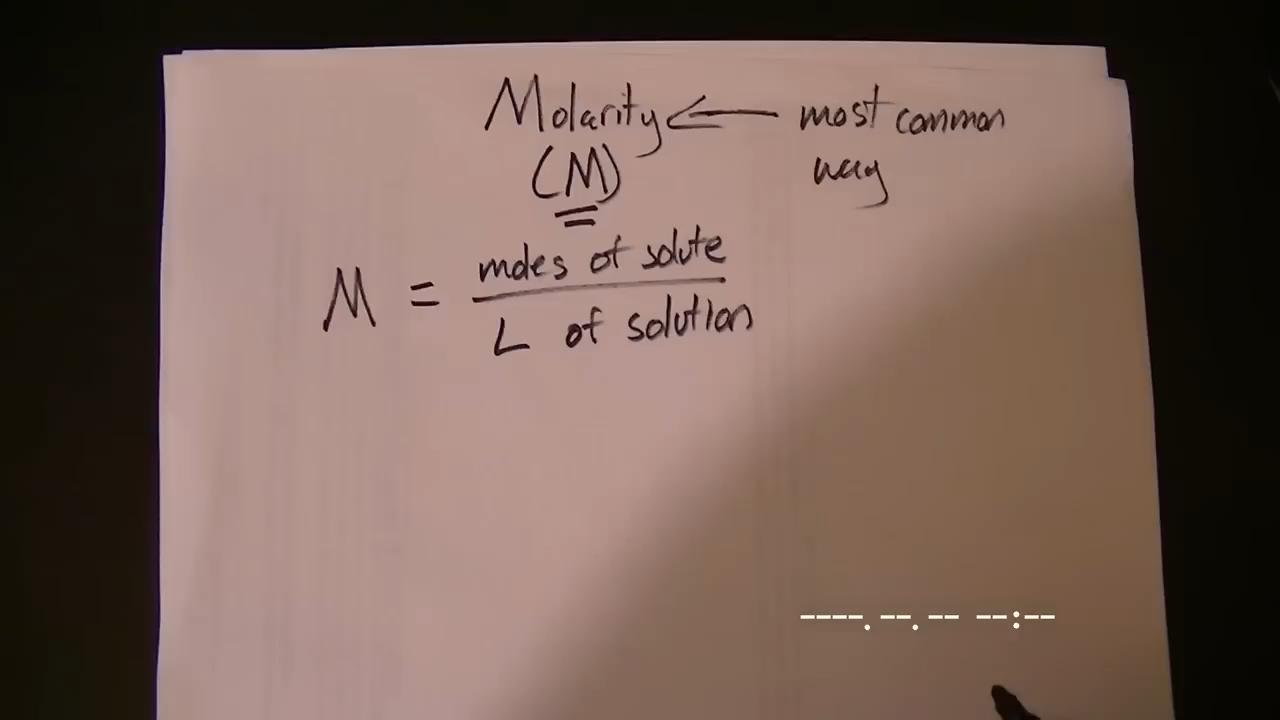 Molarity ← most common
way
(M)
M = moles of solute
L of solution
----.--.-- --:--